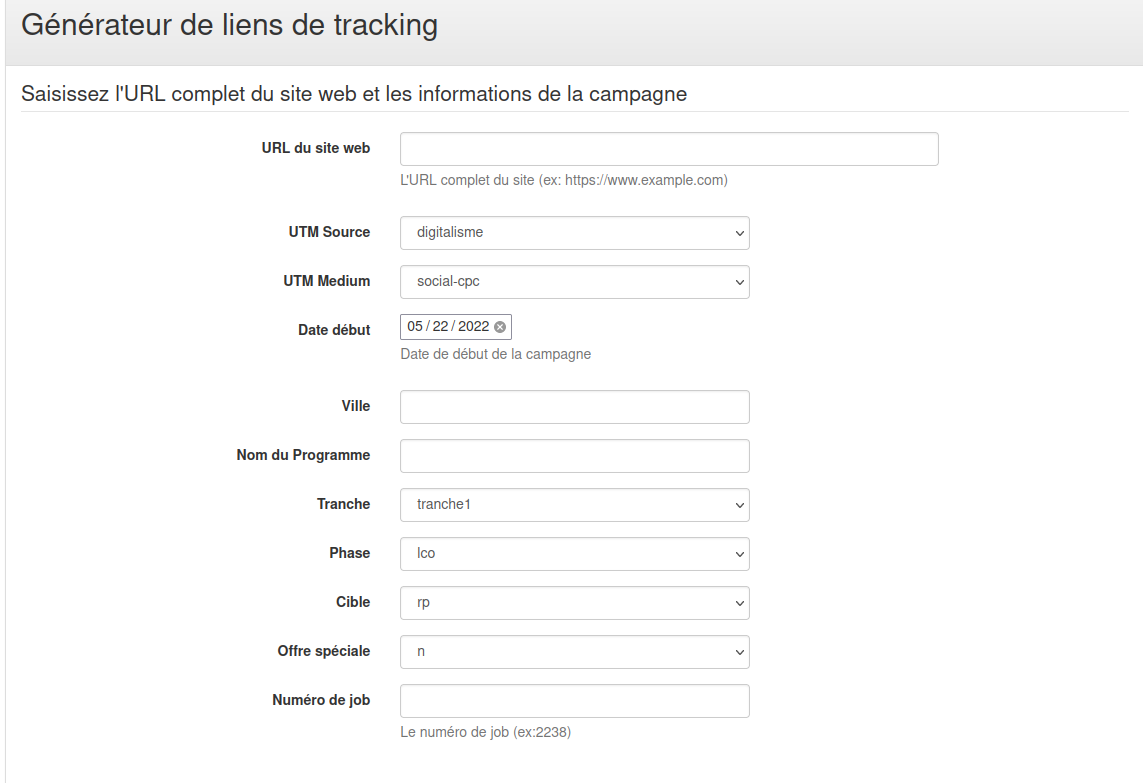 Générateur de liens de tracking
Saisissez l'URL complet du site web et les informations de la campagne
URL du site web
L'URL complet du site (ex: https://www.example.com)
UTM Source digitalisme
UTM Medium social-cpc
Date début 05 / 22 / 2022
Date de début de la campagne
Ville
Nom du Programme
Tranche tranche1
Phase lco
Cible rp
Offre spéciale n
Numéro de job
Le numéro de job (ex:2238)